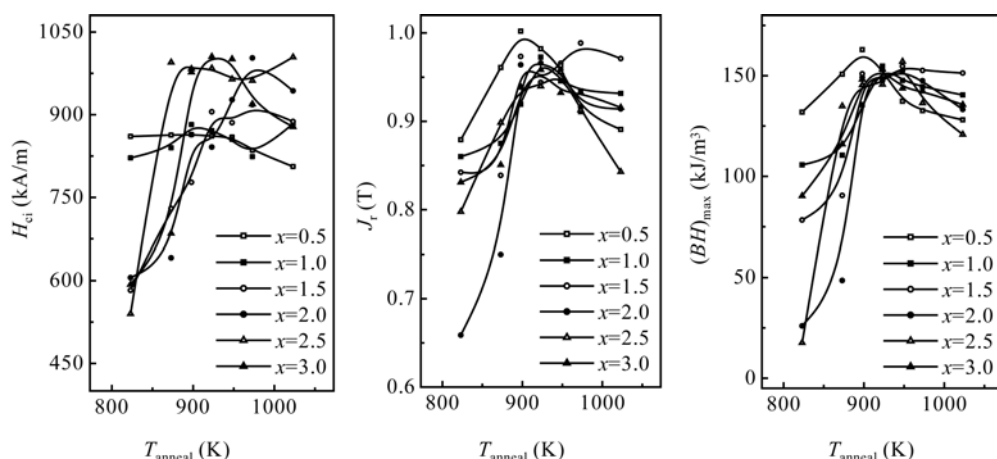 1050
900
750
600
450
H_ci (kA/m)
x=0.5
x=1.0
x=1.5
x=2.0
x=2.5
x=3.0
800 900 1000
T_anneal (K)
1.0
0.9
0.8
0.7
0.6
J_r (T)
x=0.5
x=1.0
x=1.5
x=2.0
x=2.5
x=3.0
800 900 1000
T_anneal (K)
150
100
50
0
(BH)_max (kJ/m³)
x=0.5
x=1.0
x=1.5
x=2.0
x=2.5
x=3.0
800 900 1000
T_anneal (K)